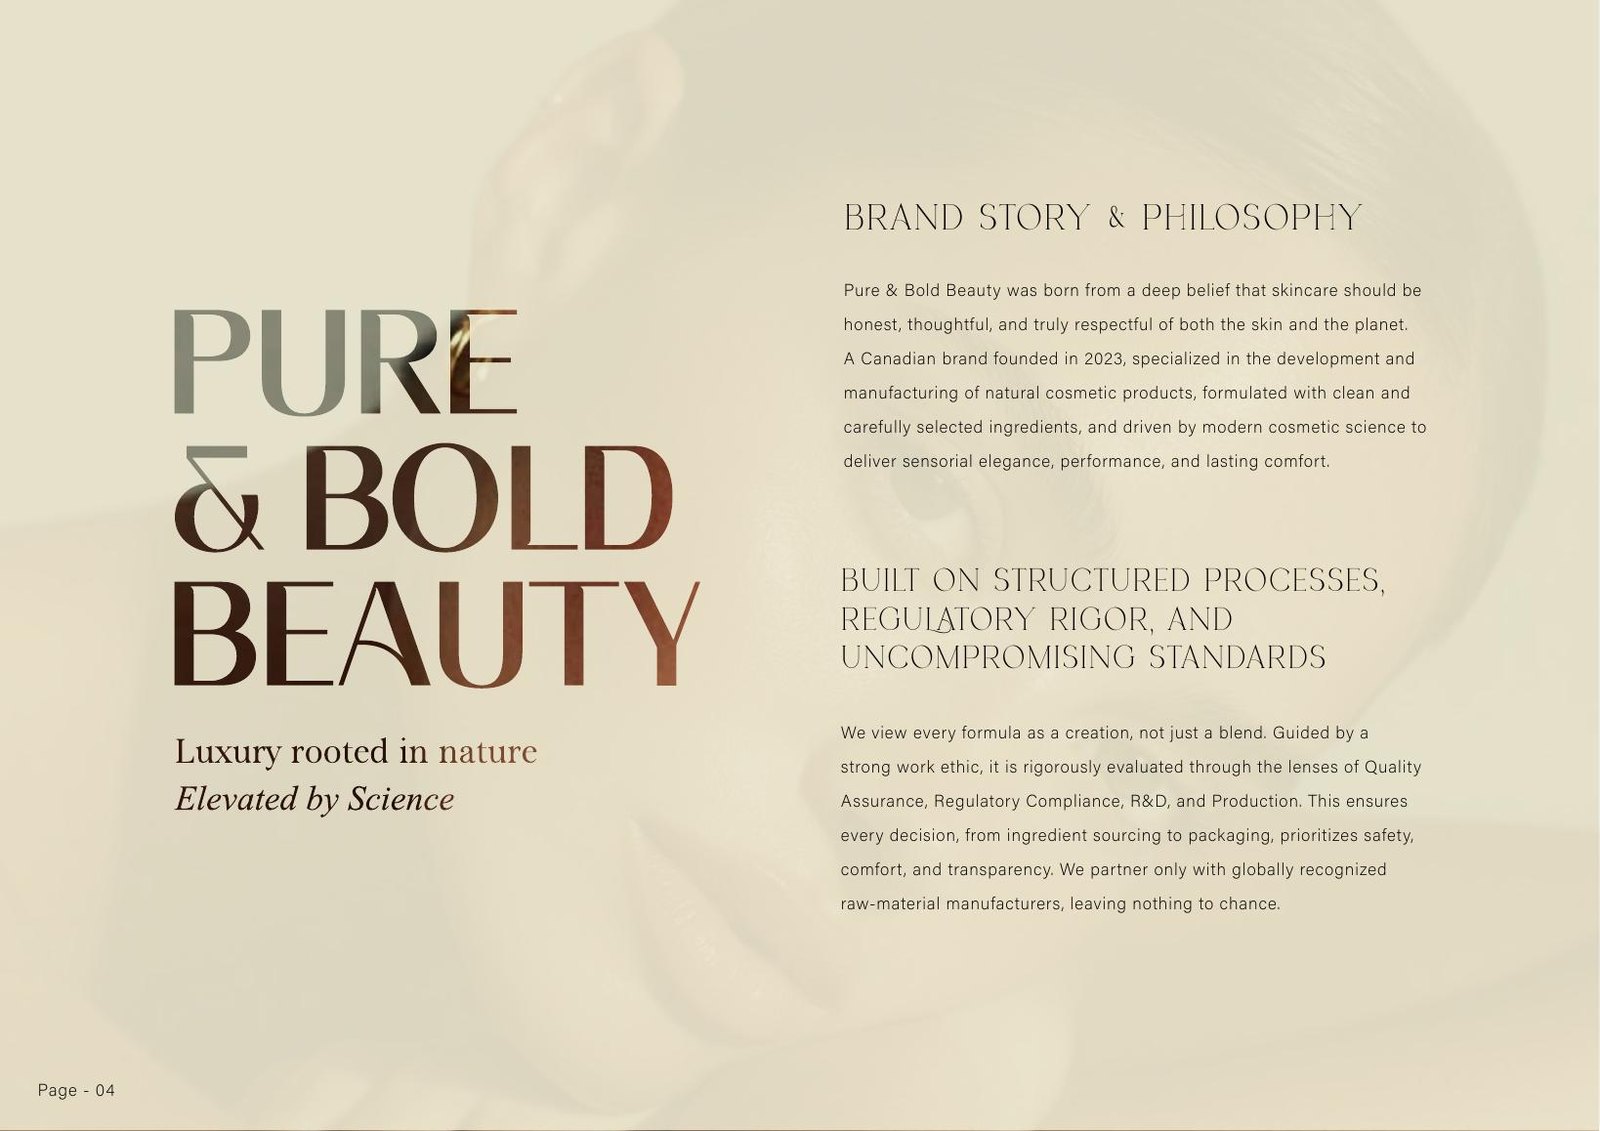 PURE
& BOLD
BEAUTY
Luxury rooted in nature
Elevated by Science
BRAND STORY & PHILOSOPHY
Pure & Bold Beauty was born from a deep belief that skincare should be
honest, thoughtful, and truly respectful of both the skin and the planet.
A Canadian brand founded in 2023, specialized in the development and
manufacturing of natural cosmetic products, formulated with clean and
carefully selected ingredients, and driven by modern cosmetic science to
deliver sensorial elegance, performance, and lasting comfort.
BUILT ON STRUCTURED PROCESSES,
REGULATORY RIGOR, AND
UNCOMPROMISING STANDARDS
We view every formula as a creation, not just a blend. Guided by a
strong work ethic, it is rigorously evaluated through the lenses of Quality
Assurance, Regulatory Compliance, R&D, and Production. This ensures
every decision, from ingredient sourcing to packaging, prioritizes safety,
comfort, and transparency. We partner only with globally recognized
raw-material manufacturers, leaving nothing to chance.
Page - 04